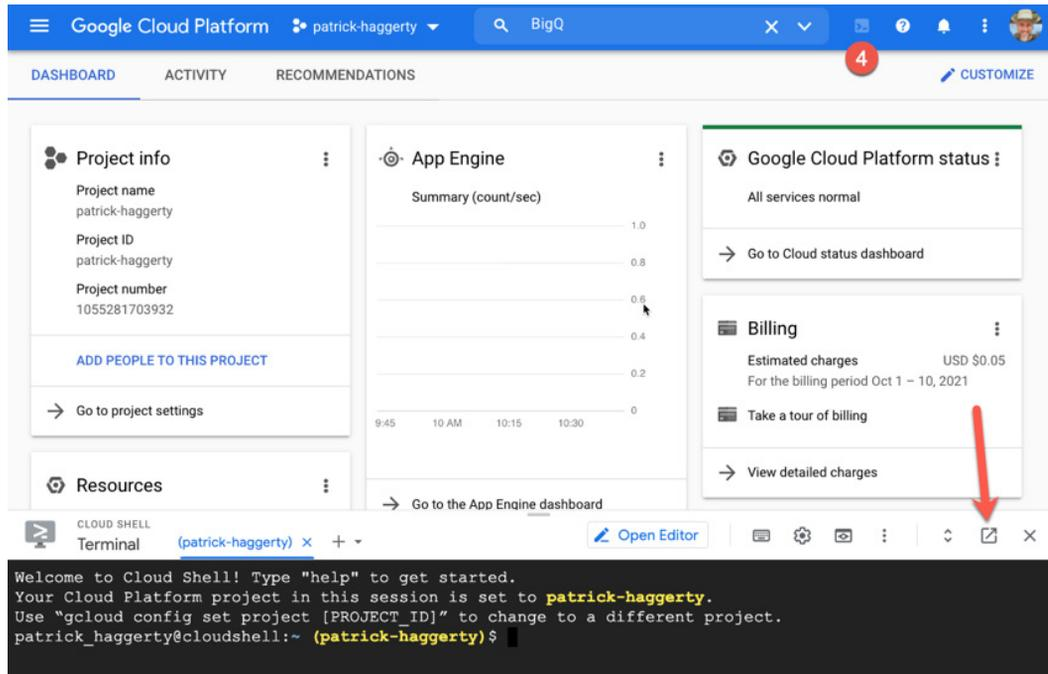 Google Cloud Platform patrick-haggerty BigQ
4
DASHBOARD ACTIVITY RECOMMENDATIONS CUSTOMIZE
Project info
Project name
patrick-haggerty
Project ID
patrick-haggerty
Project number
1055281703932
ADD PEOPLE TO THIS PROJECT
Go to project settings
Resources
App Engine
Summary (count/sec)
1.0
0.8
0.6
0.4
0.2
0
9:45 10 AM 10:15 10:30
Go to the App Engine dashboard
Google Cloud Platform status
All services normal
Go to Cloud status dashboard
Billing
Estimated charges USD $0.05
For the billing period Oct 1 – 10, 2021
Take a tour of billing
View detailed charges
CLOUD SHELL
Terminal (patrick-haggerty) Open Editor
Welcome to Cloud Shell! Type "help" to get started.
Your Cloud Platform project in this session is set to patrick-haggerty.
Use “gcloud config set project [PROJECT_ID]” to change to a different project.
patrick_haggerty@cloudshell:~ (patrick-haggerty)$